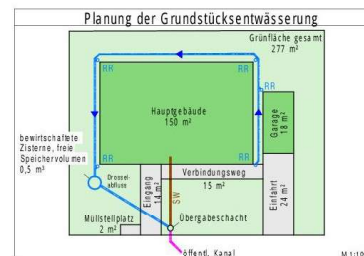 Planung der Grundstücksentwässerung
Grünfläche gesamt
277 m²
RR
RR
RR
Hauptgebäude
150 m²
Garage
18 m²
bewirtschaftete
Zisterne, freie
Speichervolumen
0,5 m³
RR
RR
Drossel-
abfluss
Verbindungsweg
15 m²
Eingang
14 m²
SW
Einfahrt
24 m²
Müllstellplatz
2 m²
Übergabeschacht
öffentl. Kanal